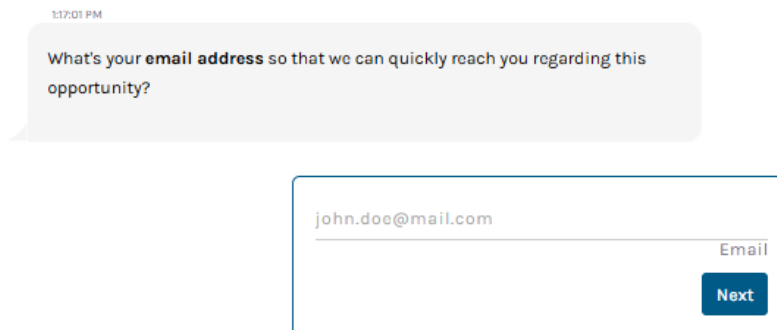 1:17:01 PM
What's your email address so that we can quickly reach you regarding this
opportunity?
john.doe@mail.com
Email
Next